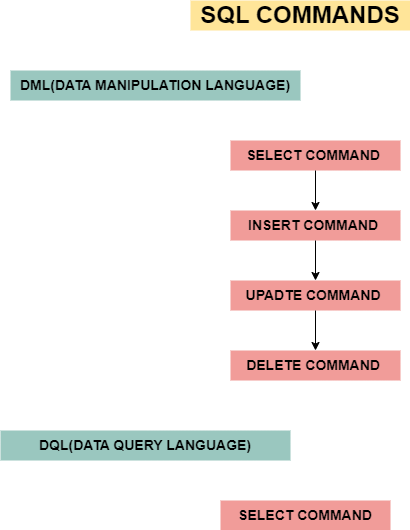 SQL COMMANDS
DML(DATA MANIPULATION LANGUAGE)
SELECT COMMAND
INSERT COMMAND
UPADTE COMMAND
DELETE COMMAND
DQL(DATA QUERY LANGUAGE)
SELECT COMMAND